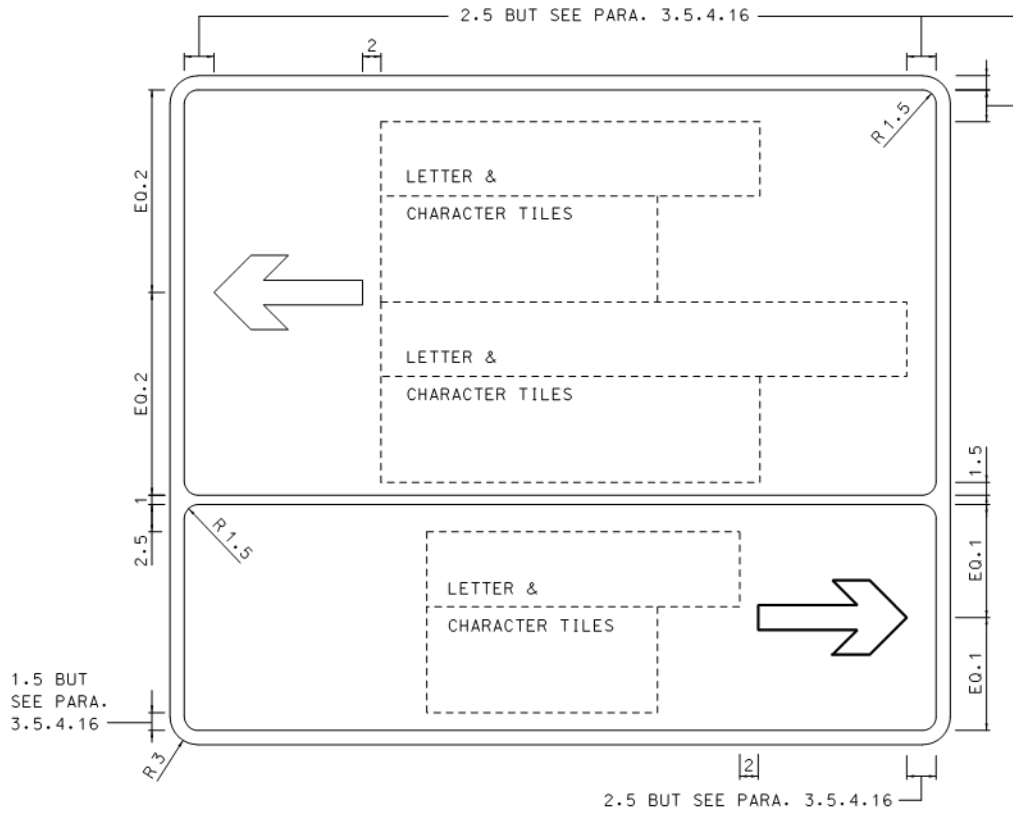 2.5 BUT SEE PARA. 3.5.4.16
2
R1.5
EQ.2
LETTER &
CHARACTER TILES
EQ.2
LETTER &
CHARACTER TILES
1.5
1
R1.5
2.5
EQ.1
LETTER &
CHARACTER TILES
EQ.1
1.5 BUT
SEE PARA.
3.5.4.16
R3
2
2.5 BUT SEE PARA. 3.5.4.16